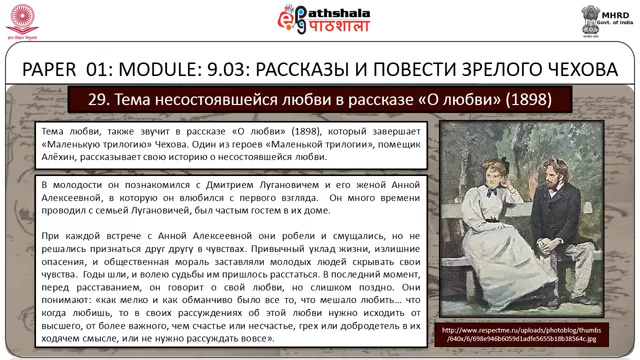 ePathshala
पाठशाला
MHRD
Govt. of India
PAPER 01: MODULE: 9.03: РАССКАЗЫ И ПОВЕСТИ ЗРЕЛОГО ЧЕХОВА
29. Тема несостоявшейся любви в рассказе «О любви» (1898)
Тема любви, также звучит в рассказе «О любви» (1898), который завершает
«Маленькую трилогию» Чехова. Один из героев «Маленькой трилогии», помещик
Алёхин, рассказывает свою историю о несостоявшейся любви.
В молодости он познакомился с Дмитрием Лугановичем и его женой Анной
Алексеевной, в которую он влюбился с первого взгляда. Он много времени
проводил с семьей Лугановичей, был частым гостем в их доме.
При каждой встрече с Анной Алексеевной они робели и смущались, но не
решались признаться друг другу в чувствах. Привычный уклад жизни, излишние
опасения, и общественная мораль заставляли молодых людей скрывать свои
чувства. Годы шли, и волею судьбы им пришлось расстаться. В последний момент,
перед расставанием, он говорит о своей любви, но слишком поздно. Они
понимают: «как мелко и как обманчиво было все то, что мешало любить… что
когда любишь, то в своих рассуждениях об этой любви нужно исходить от
высшего, от более важного, чем счастье или несчастье, грех или добродетель в их
ходячем смысле, или не нужно рассуждать вовсе».
http://www.respectme.ru/uploads/photoblog/thumbs
/640x/6/698e946b6059d1adfe5655b18b38564c.jpg